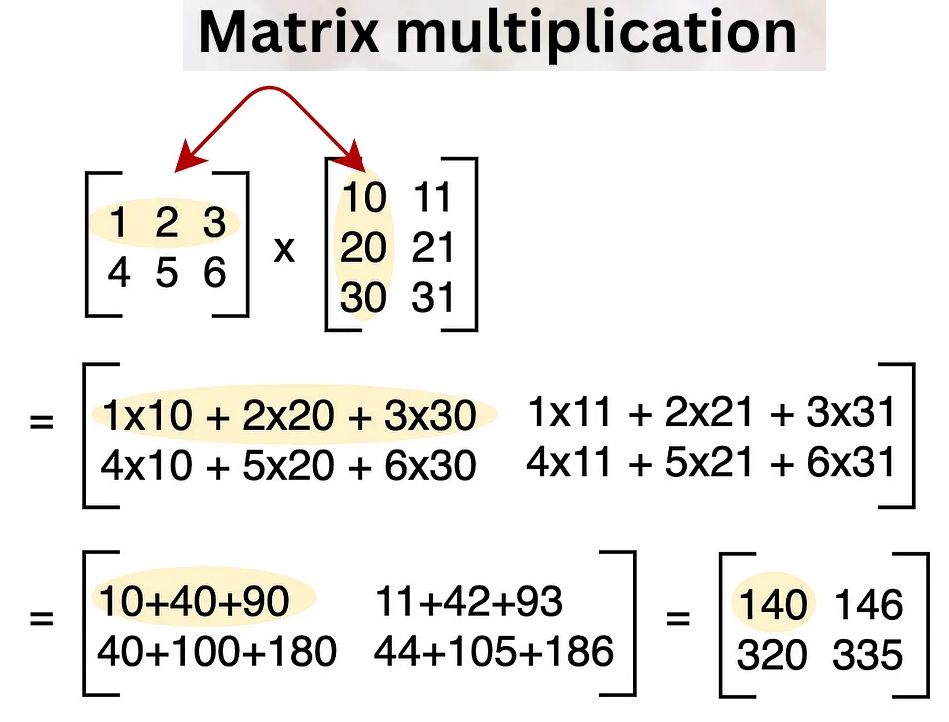 Matrix multiplication
1 2 3
4 5 6
x
10 11
20 21
30 31
= 1x10 + 2x20 + 3x30 1x11 + 2x21 + 3x31
4x10 + 5x20 + 6x30 4x11 + 5x21 + 6x31
= 10+40+90 11+42+93 = 140 146
40+100+180 44+105+186 320 335